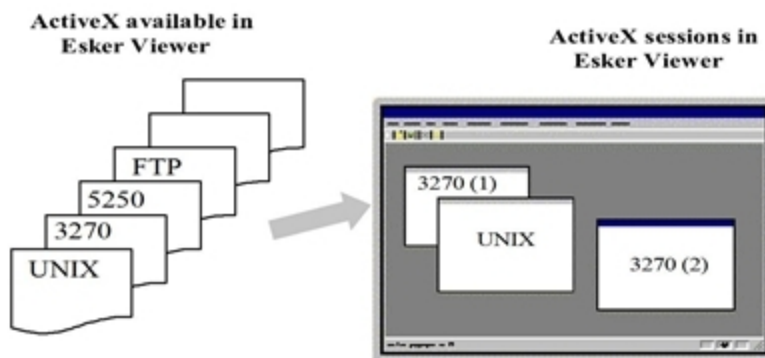 ActiveX available in
Esker Viewer
FTP
5250
3270
UNIX
ActiveX sessions in
Esker Viewer
3270 (1)
UNIX
3270 (2)